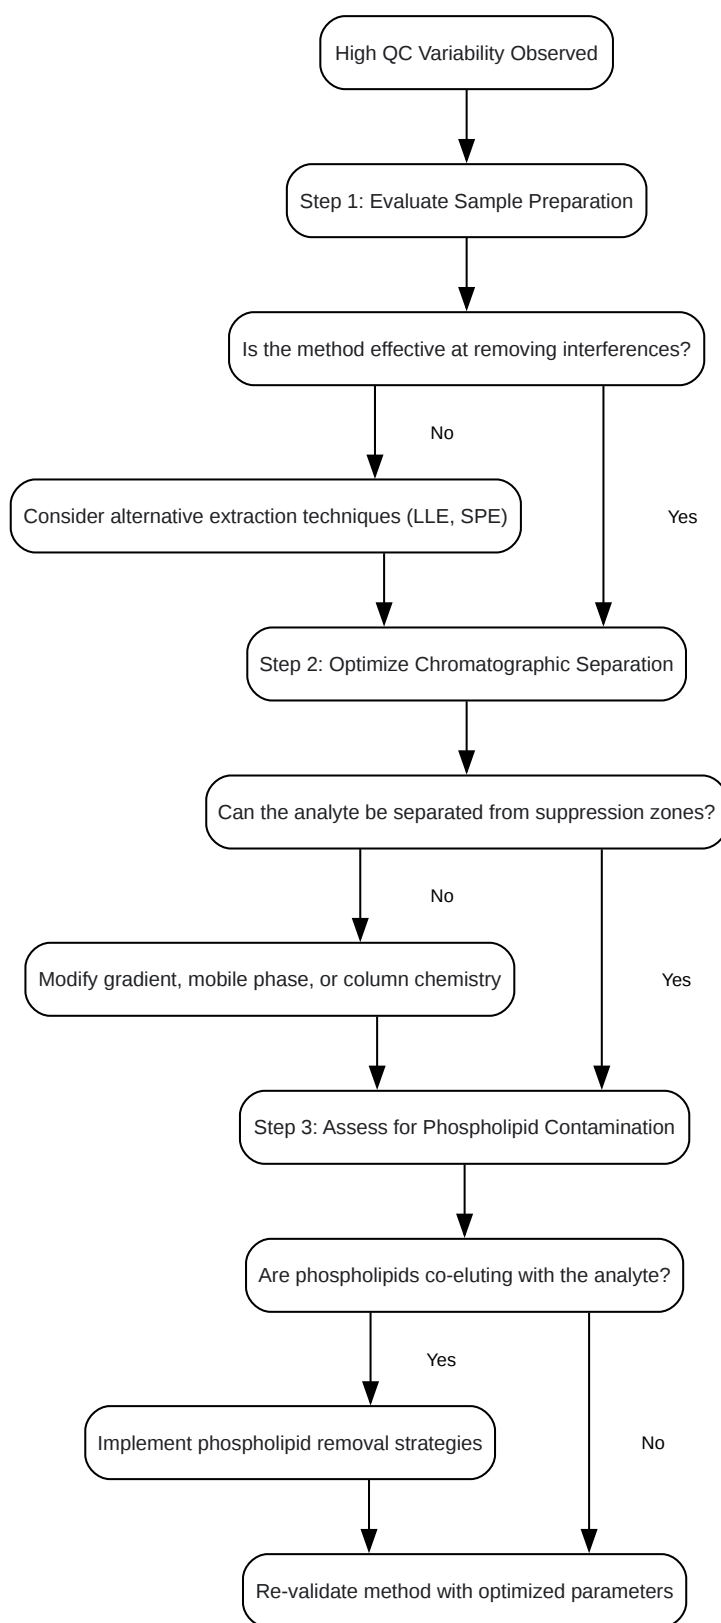 High QC Variability Observed
Step 1: Evaluate Sample Preparation
Is the method effective at removing interferences?
No
Consider alternative extraction techniques (LLE, SPE)
Yes
Step 2: Optimize Chromatographic Separation
Can the analyte be separated from suppression zones?
No
Modify gradient, mobile phase, or column chemistry
Yes
Step 3: Assess for Phospholipid Contamination
Are phospholipids co-eluting with the analyte?
Yes
Implement phospholipid removal strategies
No
Re-validate method with optimized parameters